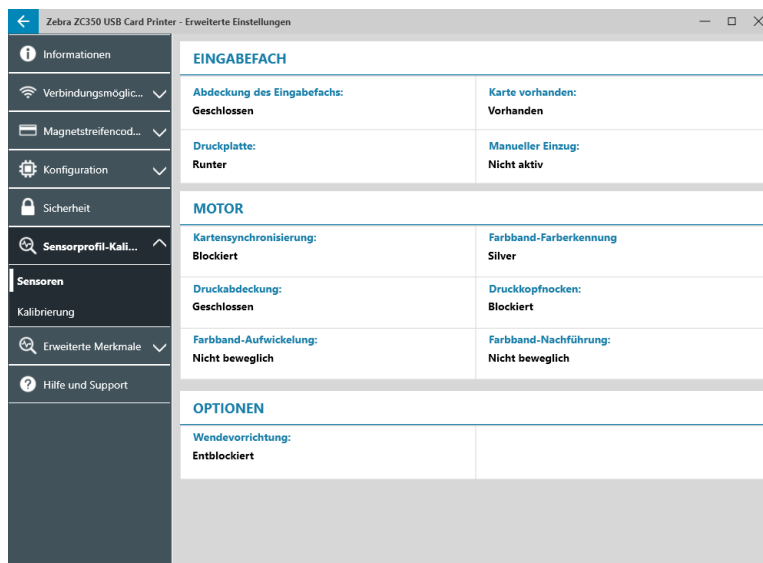 Zebra ZC350 USB Card Printer - Erweiterte Einstellungen
Informationen
Verbindungsmöglic...
Magnetstreifencod...
Konfiguration
Sicherheit
Sensorprofil-Kali...
Sensoren
Kalibrierung
Erweiterte Merkmale
Hilfe und Support
EINGABEFACH
Abdeckung des Eingabefachs:
Geschlossen
Karte vorhanden:
Vorhanden
Druckplatte:
Runter
Manueller Einzug:
Nicht aktiv
MOTOR
Kartensynchronisierung:
Blockiert
Farbband-Farberkennung
Silver
Druckabdeckung:
Geschlossen
Druckkopfnocken:
Blockiert
Farbband-Aufwickelung:
Nicht beweglich
Farbband-Nachführung:
Nicht beweglich
OPTIONEN
Wendevorrichtung:
Entblockiert